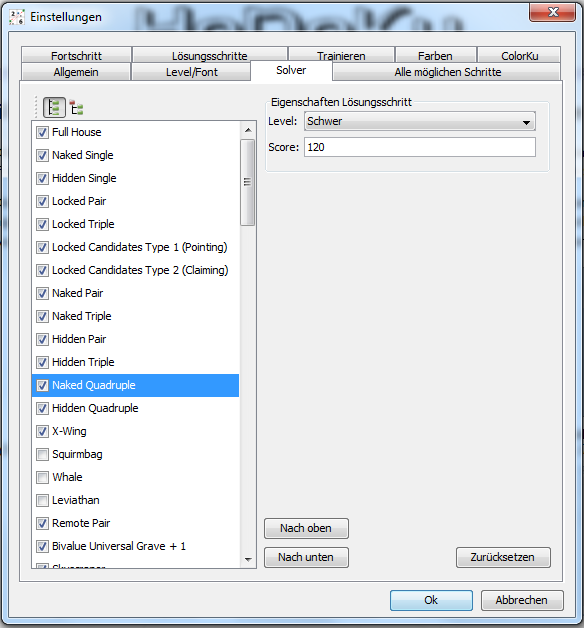 Einstellungen
Fortschritt Lösungsschritte Trainieren Farben ColorKu
Allgemein Level/Font Solver Alle möglichen Schritte
Eigenschaften Lösungsschritt
Level: Schwer
Score: 120
Full House
Naked Single
Hidden Single
Locked Pair
Locked Triple
Locked Candidates Type 1 (Pointing)
Locked Candidates Type 2 (Claiming)
Naked Pair
Naked Triple
Hidden Pair
Hidden Triple
Naked Quadruple
Hidden Quadruple
X-Wing
Squirmbag
Whale
Leviathan
Remote Pair
Bivalue Universal Grave + 1
Nach oben
Nach unten Zurücksetzen
Ok Abbrechen